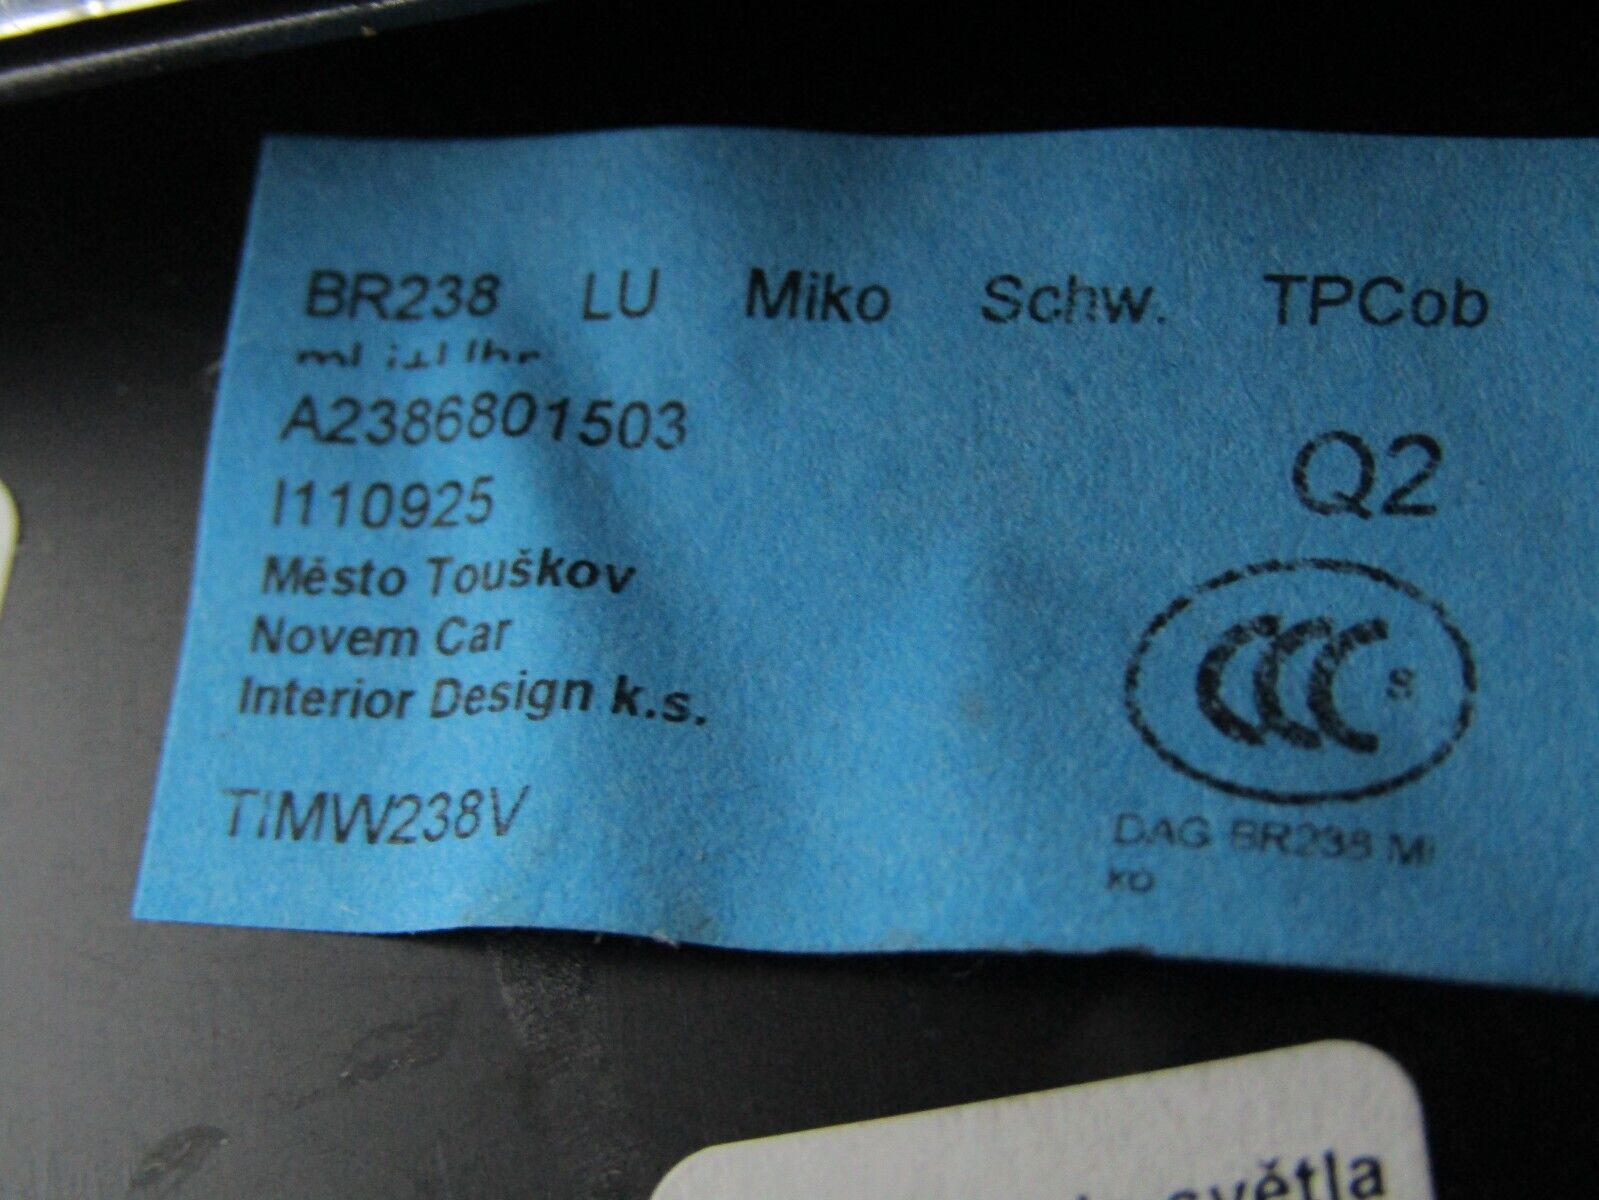 BR238 LU Miko Schw. TPCob
A2386801503
Q2
I110925
Město Touškov
Novem Car
Interior Design k.s.
CCC S
TIMW238V
DAG BR238 Mi
ko
světla